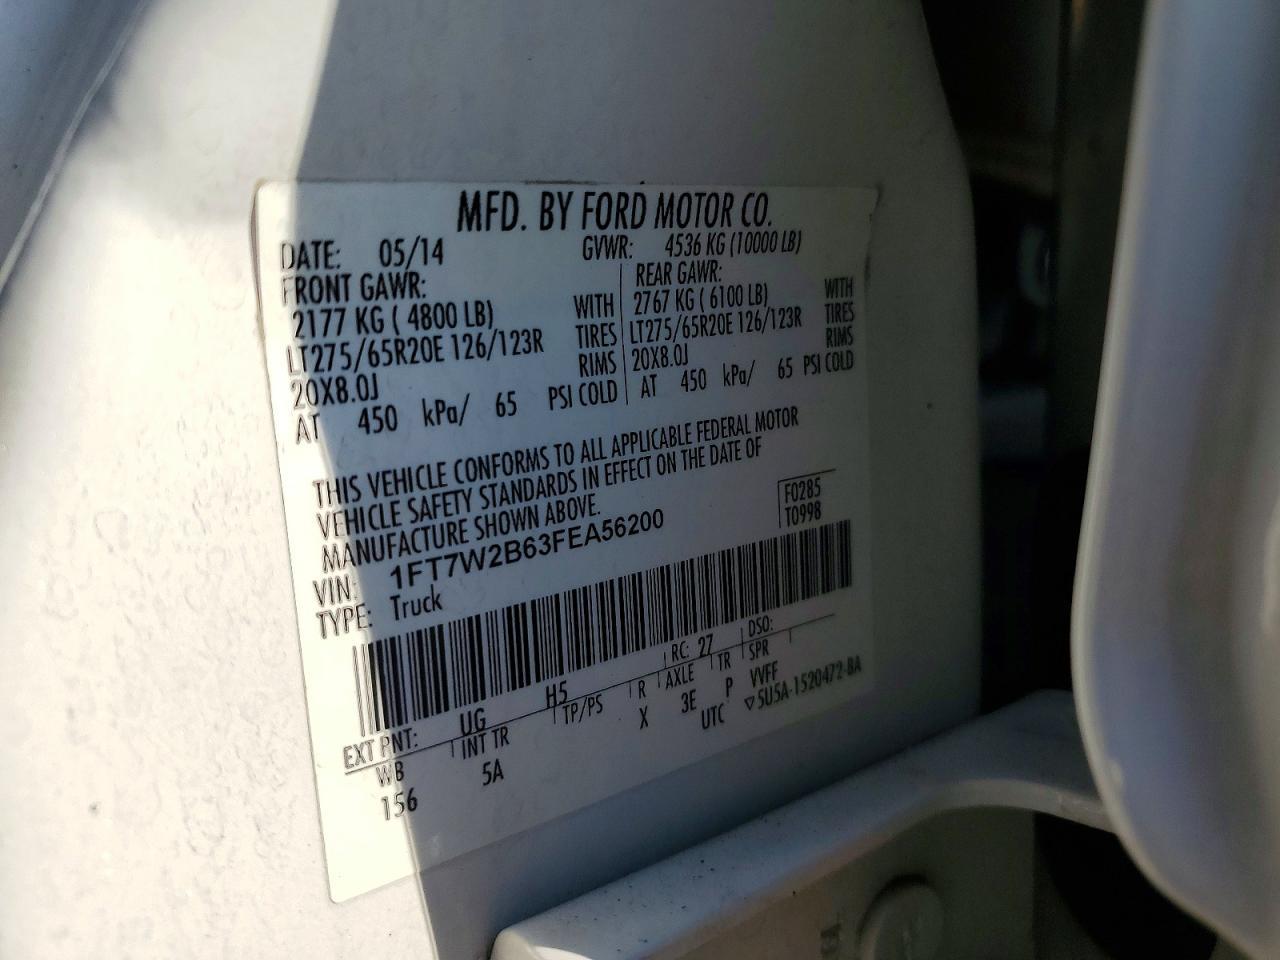 MFD. BY FORD MOTOR CO.
DATE: 05/14 GVWR: 4536 KG (10000 LB)
FRONT GAWR: REAR GAWR:
2177 KG ( 4800 LB) WITH 2767 KG ( 6100 LB) WITH
LT275/65R20E 126/123R TIRES LT275/65R20E 126/123R TIRES
20X8.0J RIMS 20X8.0J RIMS
AT 450 kPa/ 65 PSI COLD AT 450 kPa/ 65 PSI COLD
THIS VEHICLE CONFORMS TO ALL APPLICABLE FEDERAL MOTOR
VEHICLE SAFETY STANDARDS IN EFFECT ON THE DATE OF
MANUFACTURE SHOWN ABOVE.
F0285
T0998
VIN: 1FT7W2B63FEA56200
TYPE: Truck
EXT PNT: UG H5 RC: 27 DSO:
WB INT TR TP/PS R AXLE TR SPR
156 5A X 3E P VVFF
UTC ▽5U5A-1520472-BA